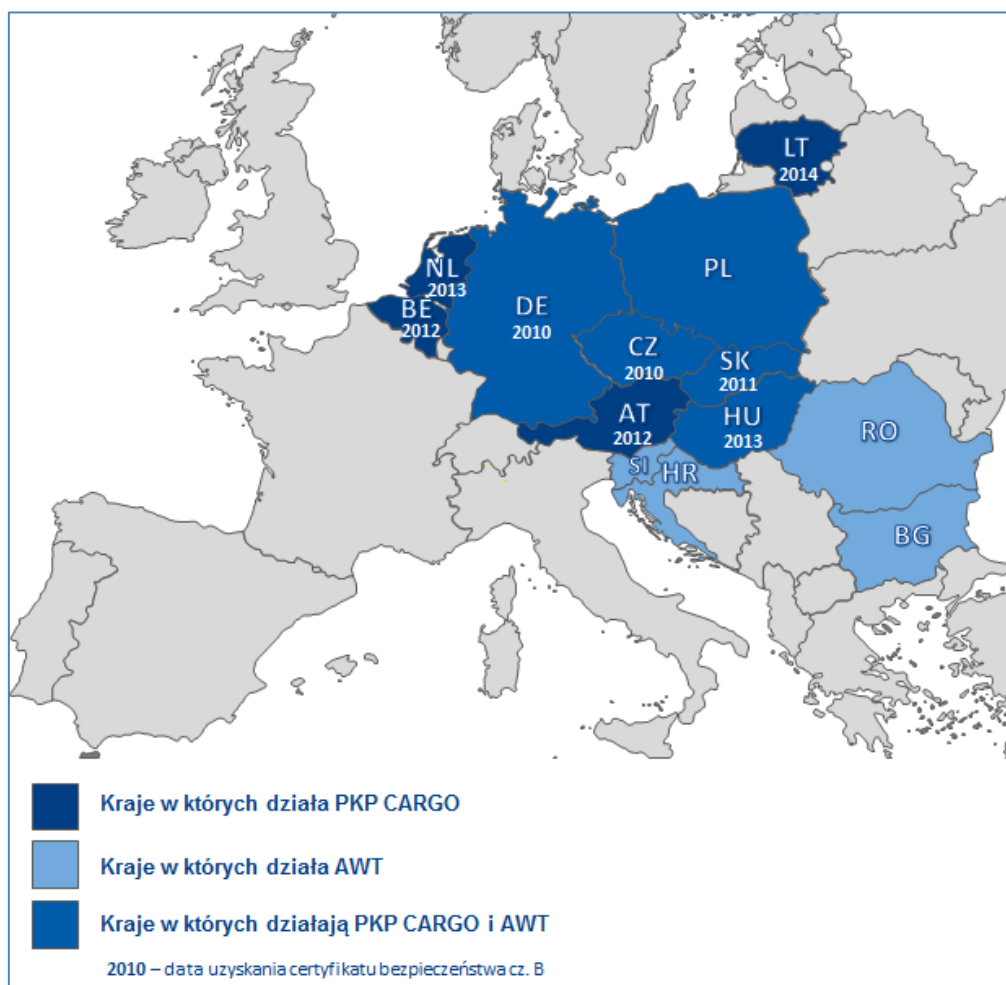 LT
2014
NL
2013
PL
BE
2012
DE
2010
CZ
2010
SK
2011
AT
2012
HU
2013
RO
SI
HR
BG
Kraje w których działa PKP CARGO
Kraje w których działa AWT
Kraje w których działają PKP CARGO i AWT
2010 – data uzyskania certyfikatu bezpieczeństwa cz. B